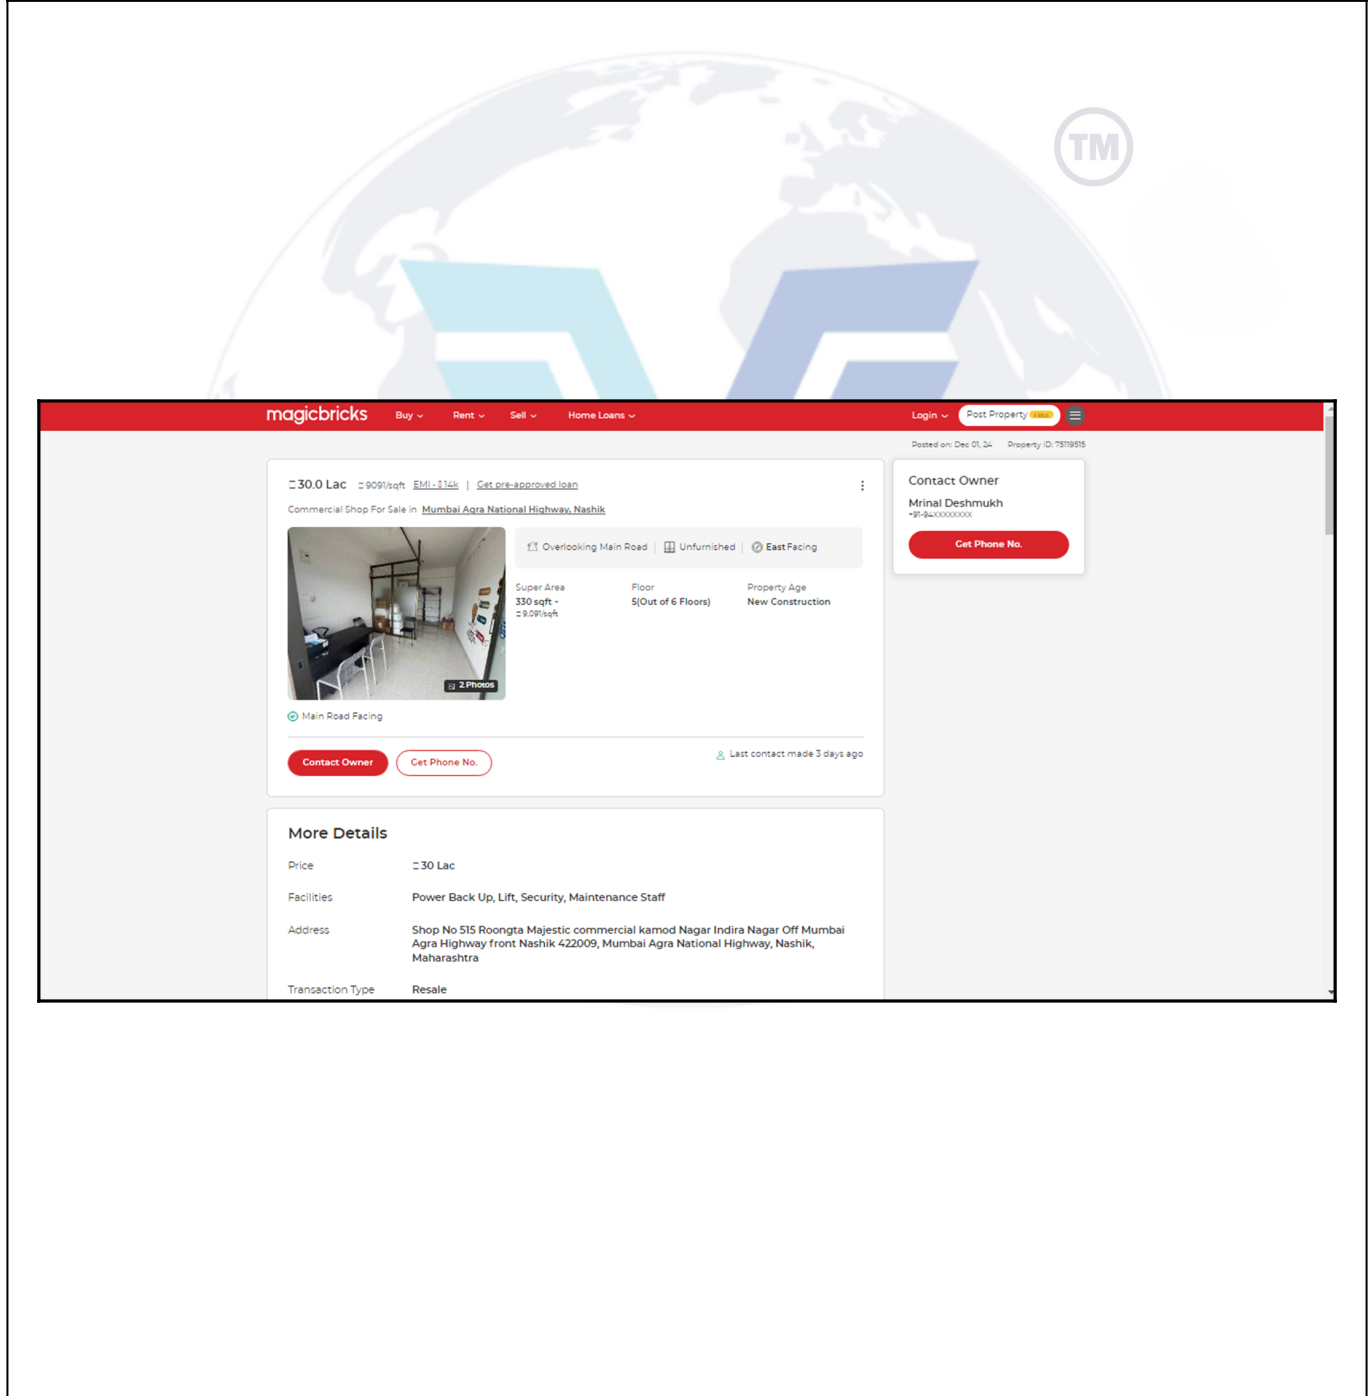 TM
magicbricks Buy Rent Sell Home Loans Login Post Property FREE
Posted on: Dec 01, 24 Property ID: 75119515
30.0 Lac 9091/sqft EMI - 14k | Get pre-approved loan
Commercial Shop For Sale in Mumbai Agra National Highway, Nashik
Overlooking Main Road | Unfurnished | East Facing
Super Area Floor Property Age
330 sqft - 5(Out of 6 Floors) New Construction
9,091/sqft
2 Photos
Main Road Facing
Contact Owner Get Phone No. Last contact made 3 days ago
Contact Owner
Mrinal Deshmukh
+91-94XXXXXXXX
Get Phone No.
More Details
Price 30 Lac
Facilities Power Back Up, Lift, Security, Maintenance Staff
Address Shop No 515 Roongta Majestic commercial kamod Nagar Indira Nagar Off Mumbai
Agra Highway front Nashik 422009, Mumbai Agra National Highway, Nashik,
Maharashtra
Transaction Type Resale